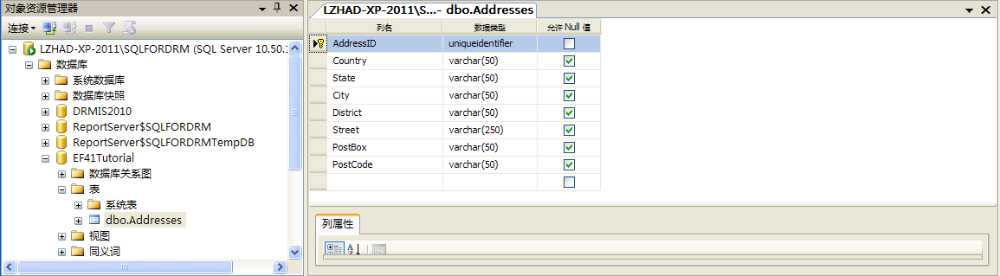 对象资源管理器
连接
LZHAD-XP-2011\SQLFORDRM (SQL Server 10.50.
数据库
系统数据库
数据库快照
DRMIS2010
ReportServer$SQLFORDRM
ReportServer$SQLFORDRMTempDB
EF41Tutorial
数据库关系图
表
系统表
dbo.Addresses
视图
同义词
LZHAD-XP-2011\S...- dbo.Addresses
列名 数据类型 允许 Null 值
AddressID uniqueidentifier
Country varchar(50)
State varchar(50)
City varchar(50)
District varchar(50)
Street varchar(250)
PostBox varchar(50)
PostCode varchar(50)
列属性